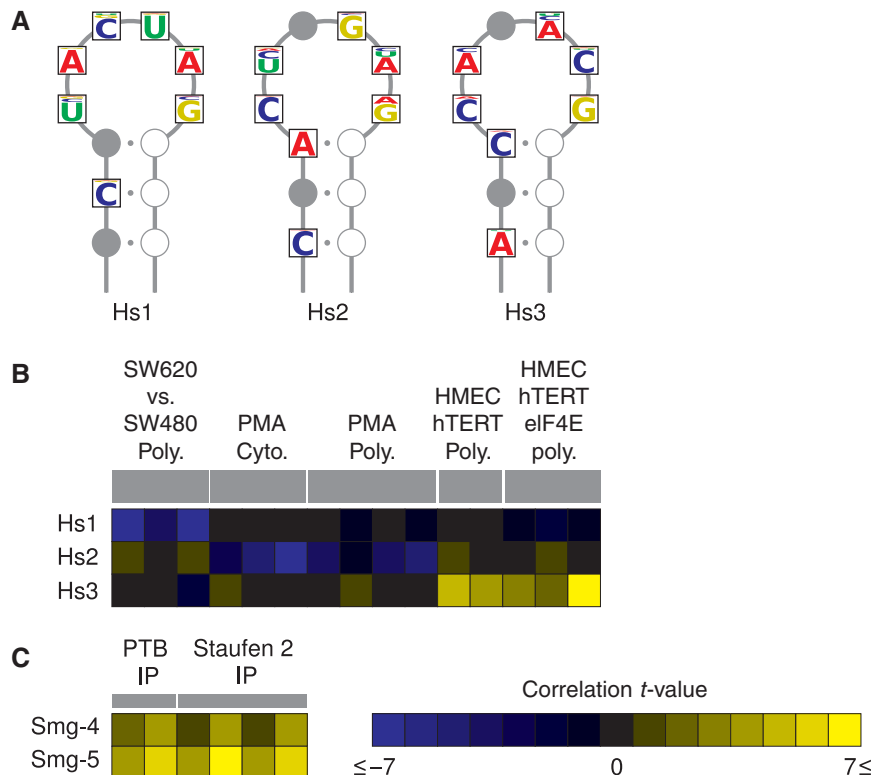 A
C U G U
A A C U A A A C
U G C G C G
A C
C
C A
Hs1 Hs2 Hs3
B
SW620 vs. SW480 Poly.
PMA Cyto.
PMA Poly.
HMEC hTERT Poly.
HMEC hTERT eIF4E poly.
Hs1
Hs2
Hs3
C
PTB IP
Staufen 2 IP
Smg-4
Smg-5
Correlation t-value
≤ −7 0 7 ≤